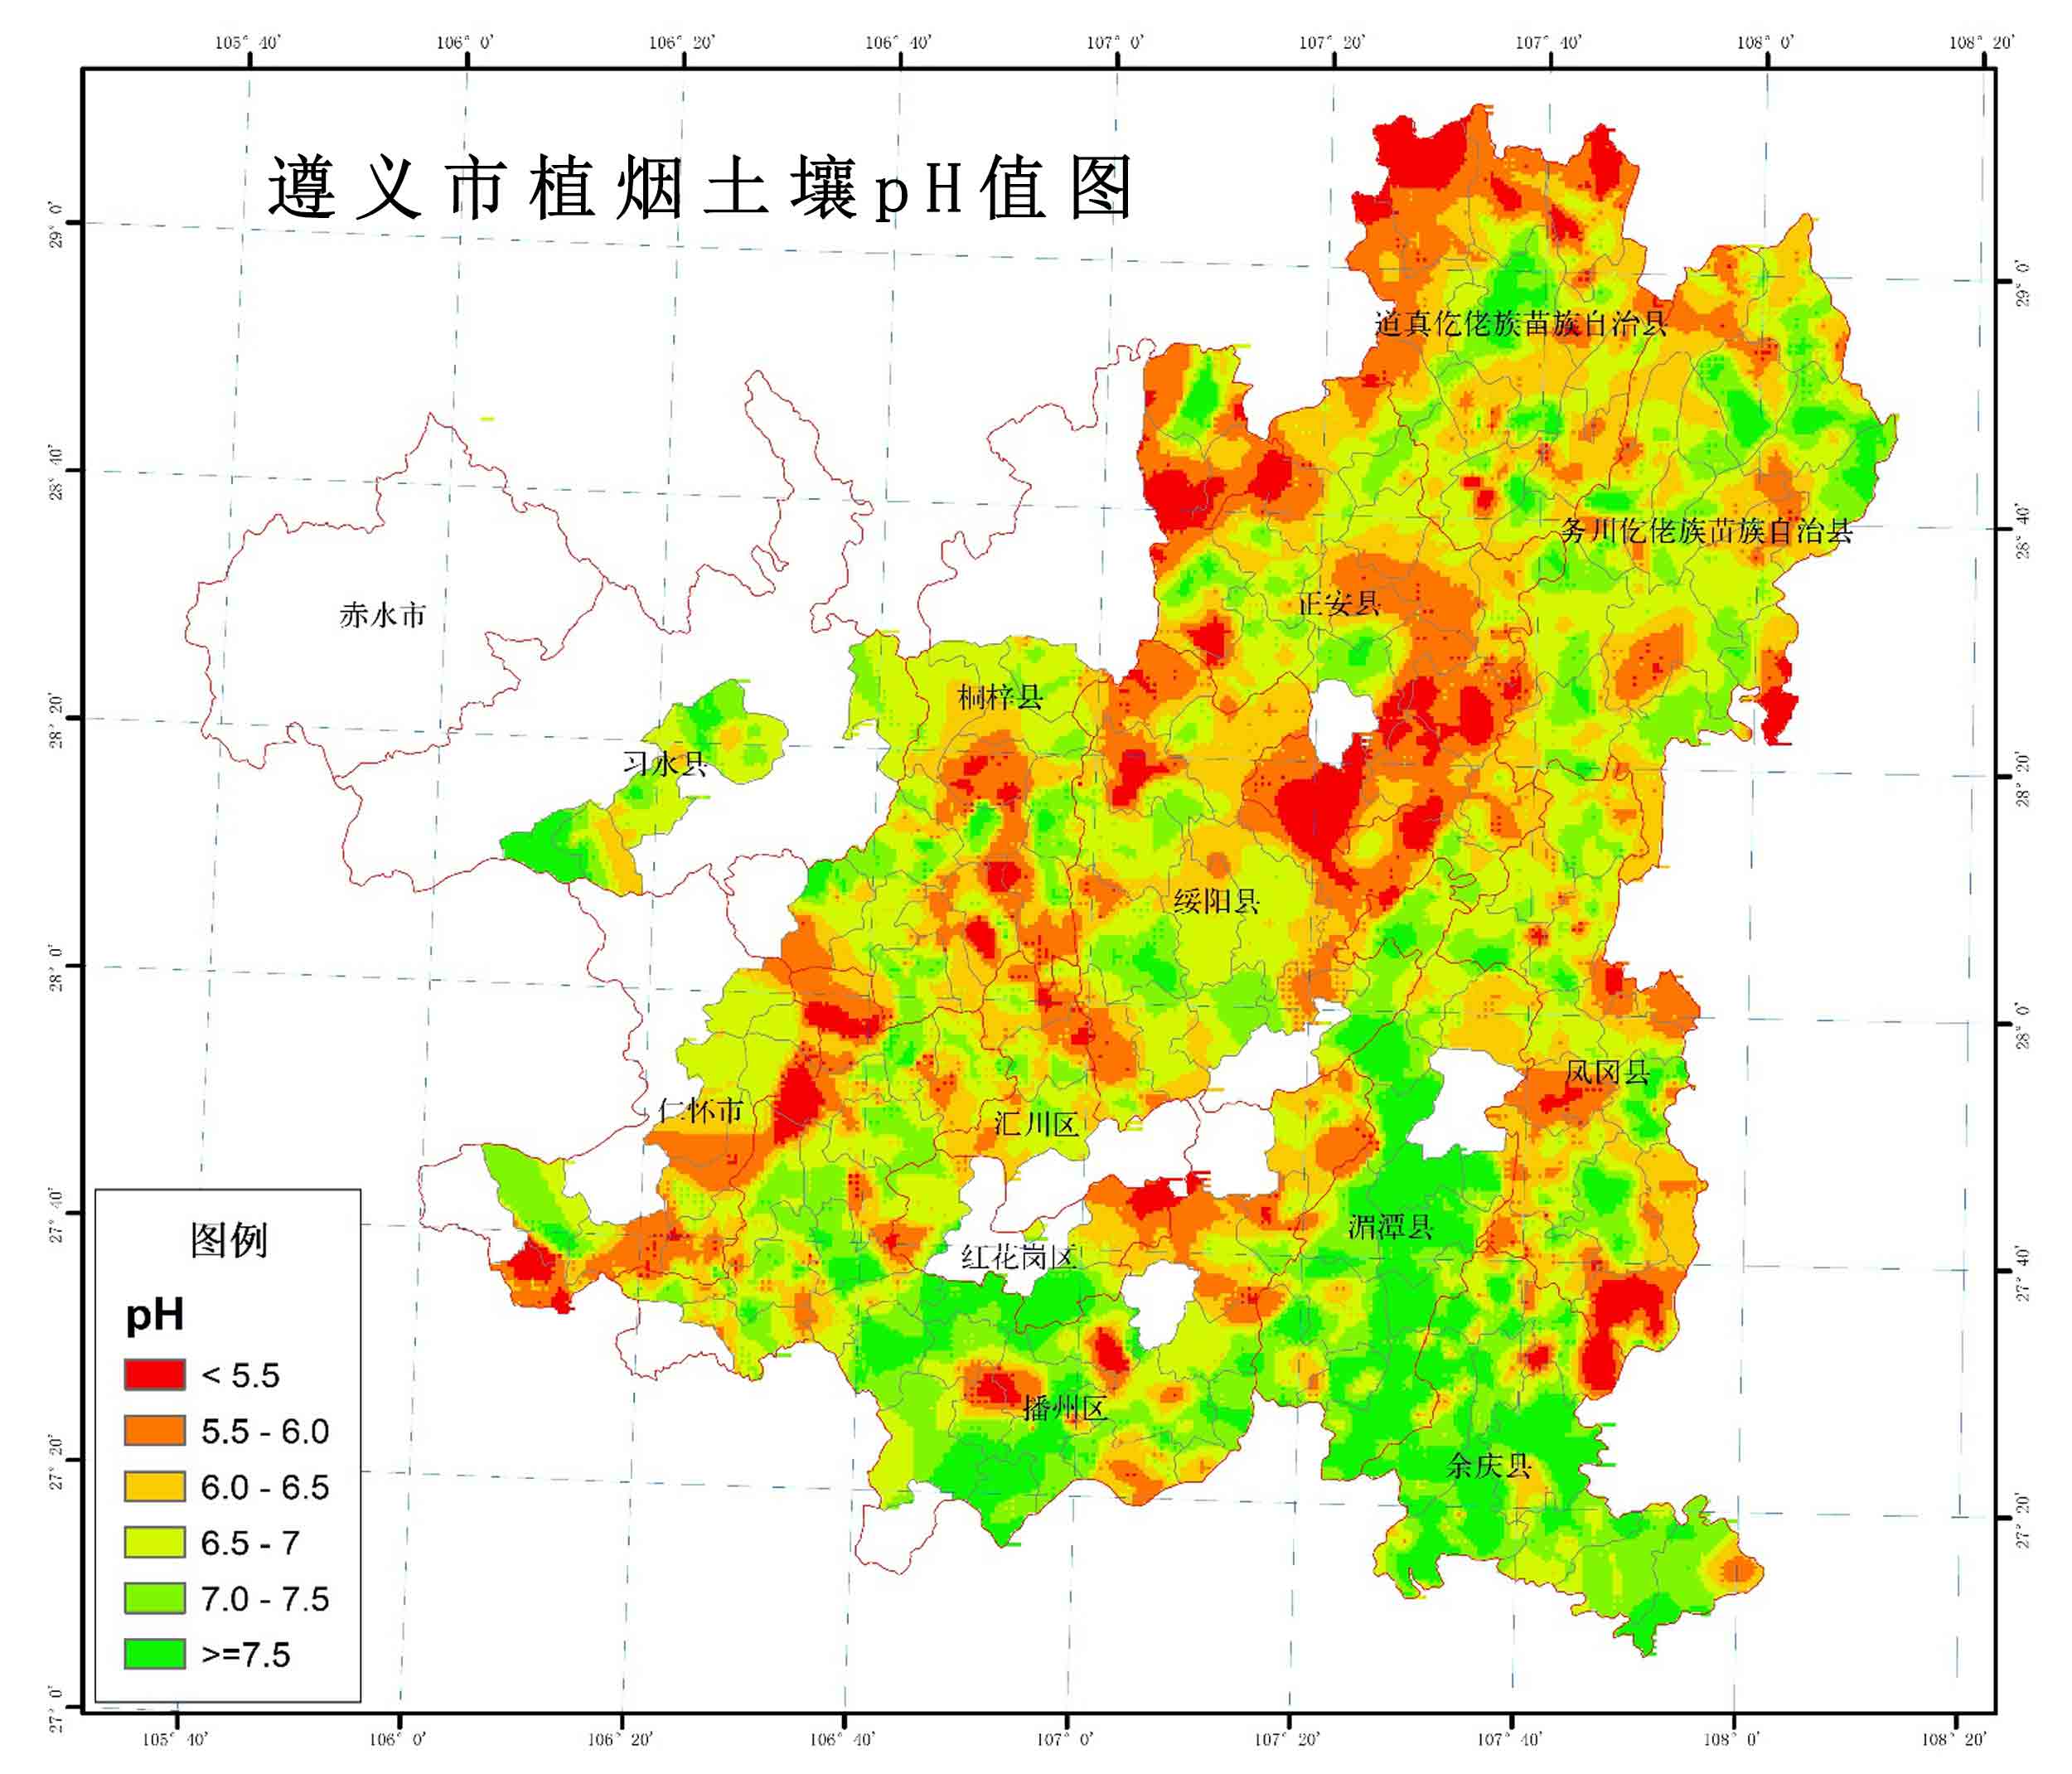 105° 40' 106° 0' 106° 20' 106° 40' 107° 0' 107° 20' 107° 40' 108° 0' 108° 20'
遵义市植烟土壤pH值图
29° 0'
29° 0'
道真仡佬族苗族自治县
28° 40'
28° 40'
务川仡佬族苗族自治县
正安县
赤水市
桐梓县
28° 20'
28° 20'
习水县
绥阳县
28° 0'
28° 0'
凤冈县
仁怀市
汇川区
27° 40'
27° 40'
湄潭县
红花岗区
播州区
27° 20'
27° 20'
余庆县
图例
pH
< 5.5
5.5 - 6.0
6.0 - 6.5
6.5 - 7
7.0 - 7.5
>=7.5
27° 0'
105° 40' 106° 0' 106° 20' 106° 40' 107° 0' 107° 20' 107° 40' 108° 0' 108° 20'